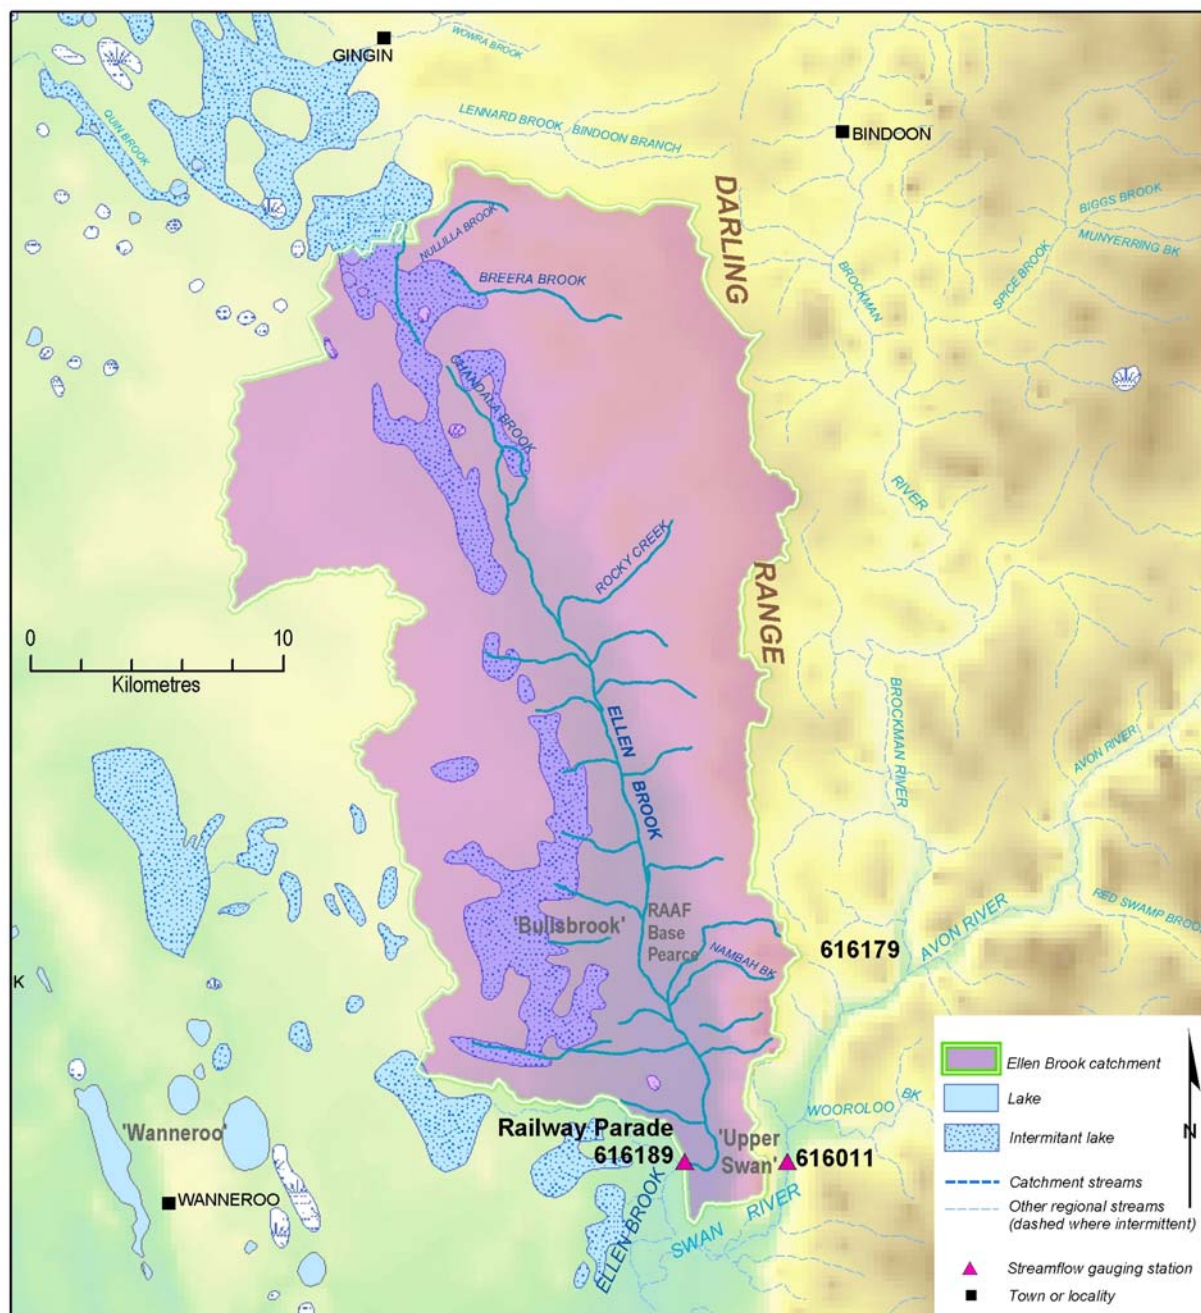 GINGIN
WOWRA BROOK
QUIN BROOK
LENNARD BROOK / BINDOON BRANCH
BINDOON
DARLING
BIGGS BROOK
MUNYERRING BK
SPICE BROOK
NULLILLA BROOK
BREERA BROOK
BROCKMAN
CHANDALA BROOK
RIVER
ROCKY CREEK
RANGE
0 10
Kilometres
ELLEN
BROOK
BROCKMAN RIVER
AVON RIVER
'Bullsbrook'
RAAF
Base
Pearce
NAMBAH BK
616179
AVON RIVER
RED SWAMP BROO
K
'Wanneroo'
WANNEROO
Railway Parade
616189
'Upper
Swan'
616011
WOOROLOO BK
ELLEN BROOK
SWAN RIVER
Ellen Brook catchment
Lake
Intermitant lake
Catchment streams
Other regional streams
(dashed where intermittent)
Streamflow gauging station
Town or locality
N